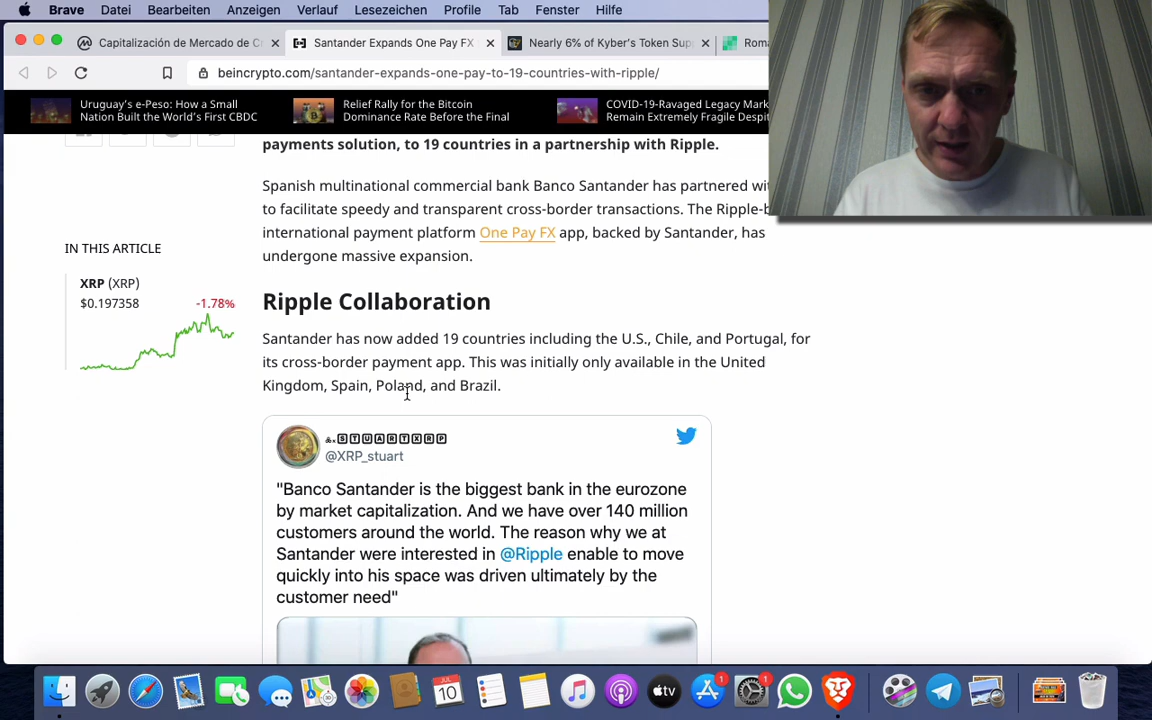 Brave Datei Bearbeiten Anzeigen Verlauf Lesezeichen Profile Tab Fenster Hilfe
Capitalización de Mercado de C
Santander Expands One Pay FX
Nearly 6% of Kyber's Token Sup
Roma
beincrypto.com/santander-expands-one-pay-to-19-countries-with-ripple/
Uruguay's e-Peso: How a Small
Nation Built the World's First CBDC
Relief Rally for the Bitcoin
Dominance Rate Before the Final
COVID-19-Ravaged Legacy Mark
Remain Extremely Fragile Despit
payments solution, to 19 countries in a partnership with Ripple.
Spanish multinational commercial bank Banco Santander has partnered wi
to facilitate speedy and transparent cross-border transactions. The Ripple-b
international payment platform One Pay FX app, backed by Santander, has
undergone massive expansion.
IN THIS ARTICLE
XRP (XRP)
$0.197358 -1.78%
Ripple Collaboration
Santander has now added 19 countries including the U.S., Chile, and Portugal, for
its cross-border payment app. This was initially only available in the United
Kingdom, Spain, Poland, and Brazil.
🅂🅃🅄🄰🅁🅃🅇🅁🄿
@XRP_stuart
"Banco Santander is the biggest bank in the eurozone
by market capitalization. And we have over 140 million
customers around the world. The reason why we at
Santander were interested in @Ripple enable to move
quickly into his space was driven ultimately by the
customer need"
JUL
10
1
1
tv